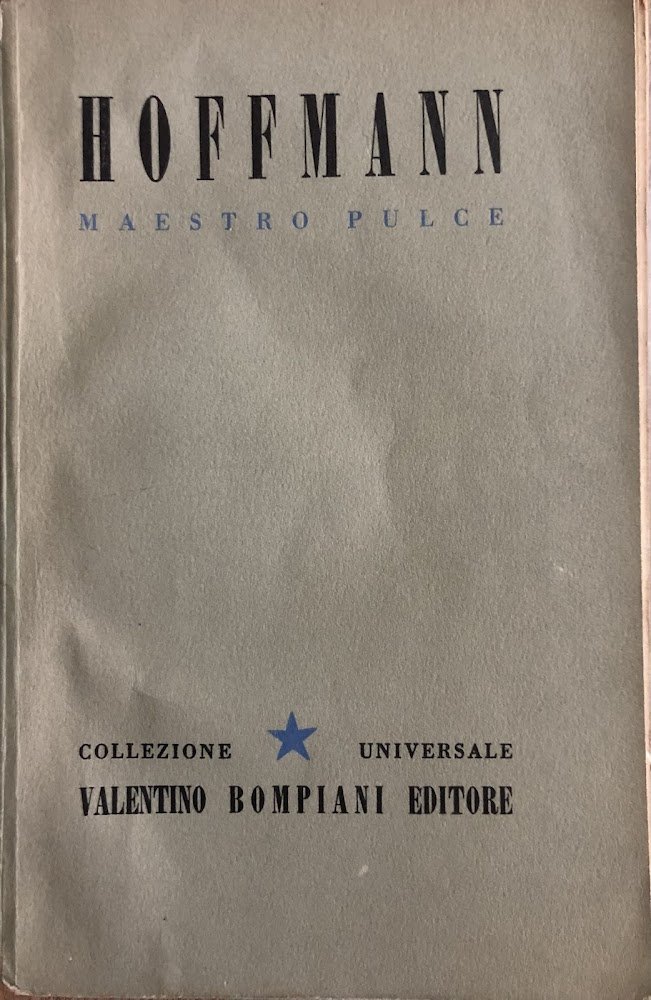 HOFFMANN
MAESTRO PULCE
COLLEZIONE UNIVERSALE
VALENTINO BOMPIANI EDITORE